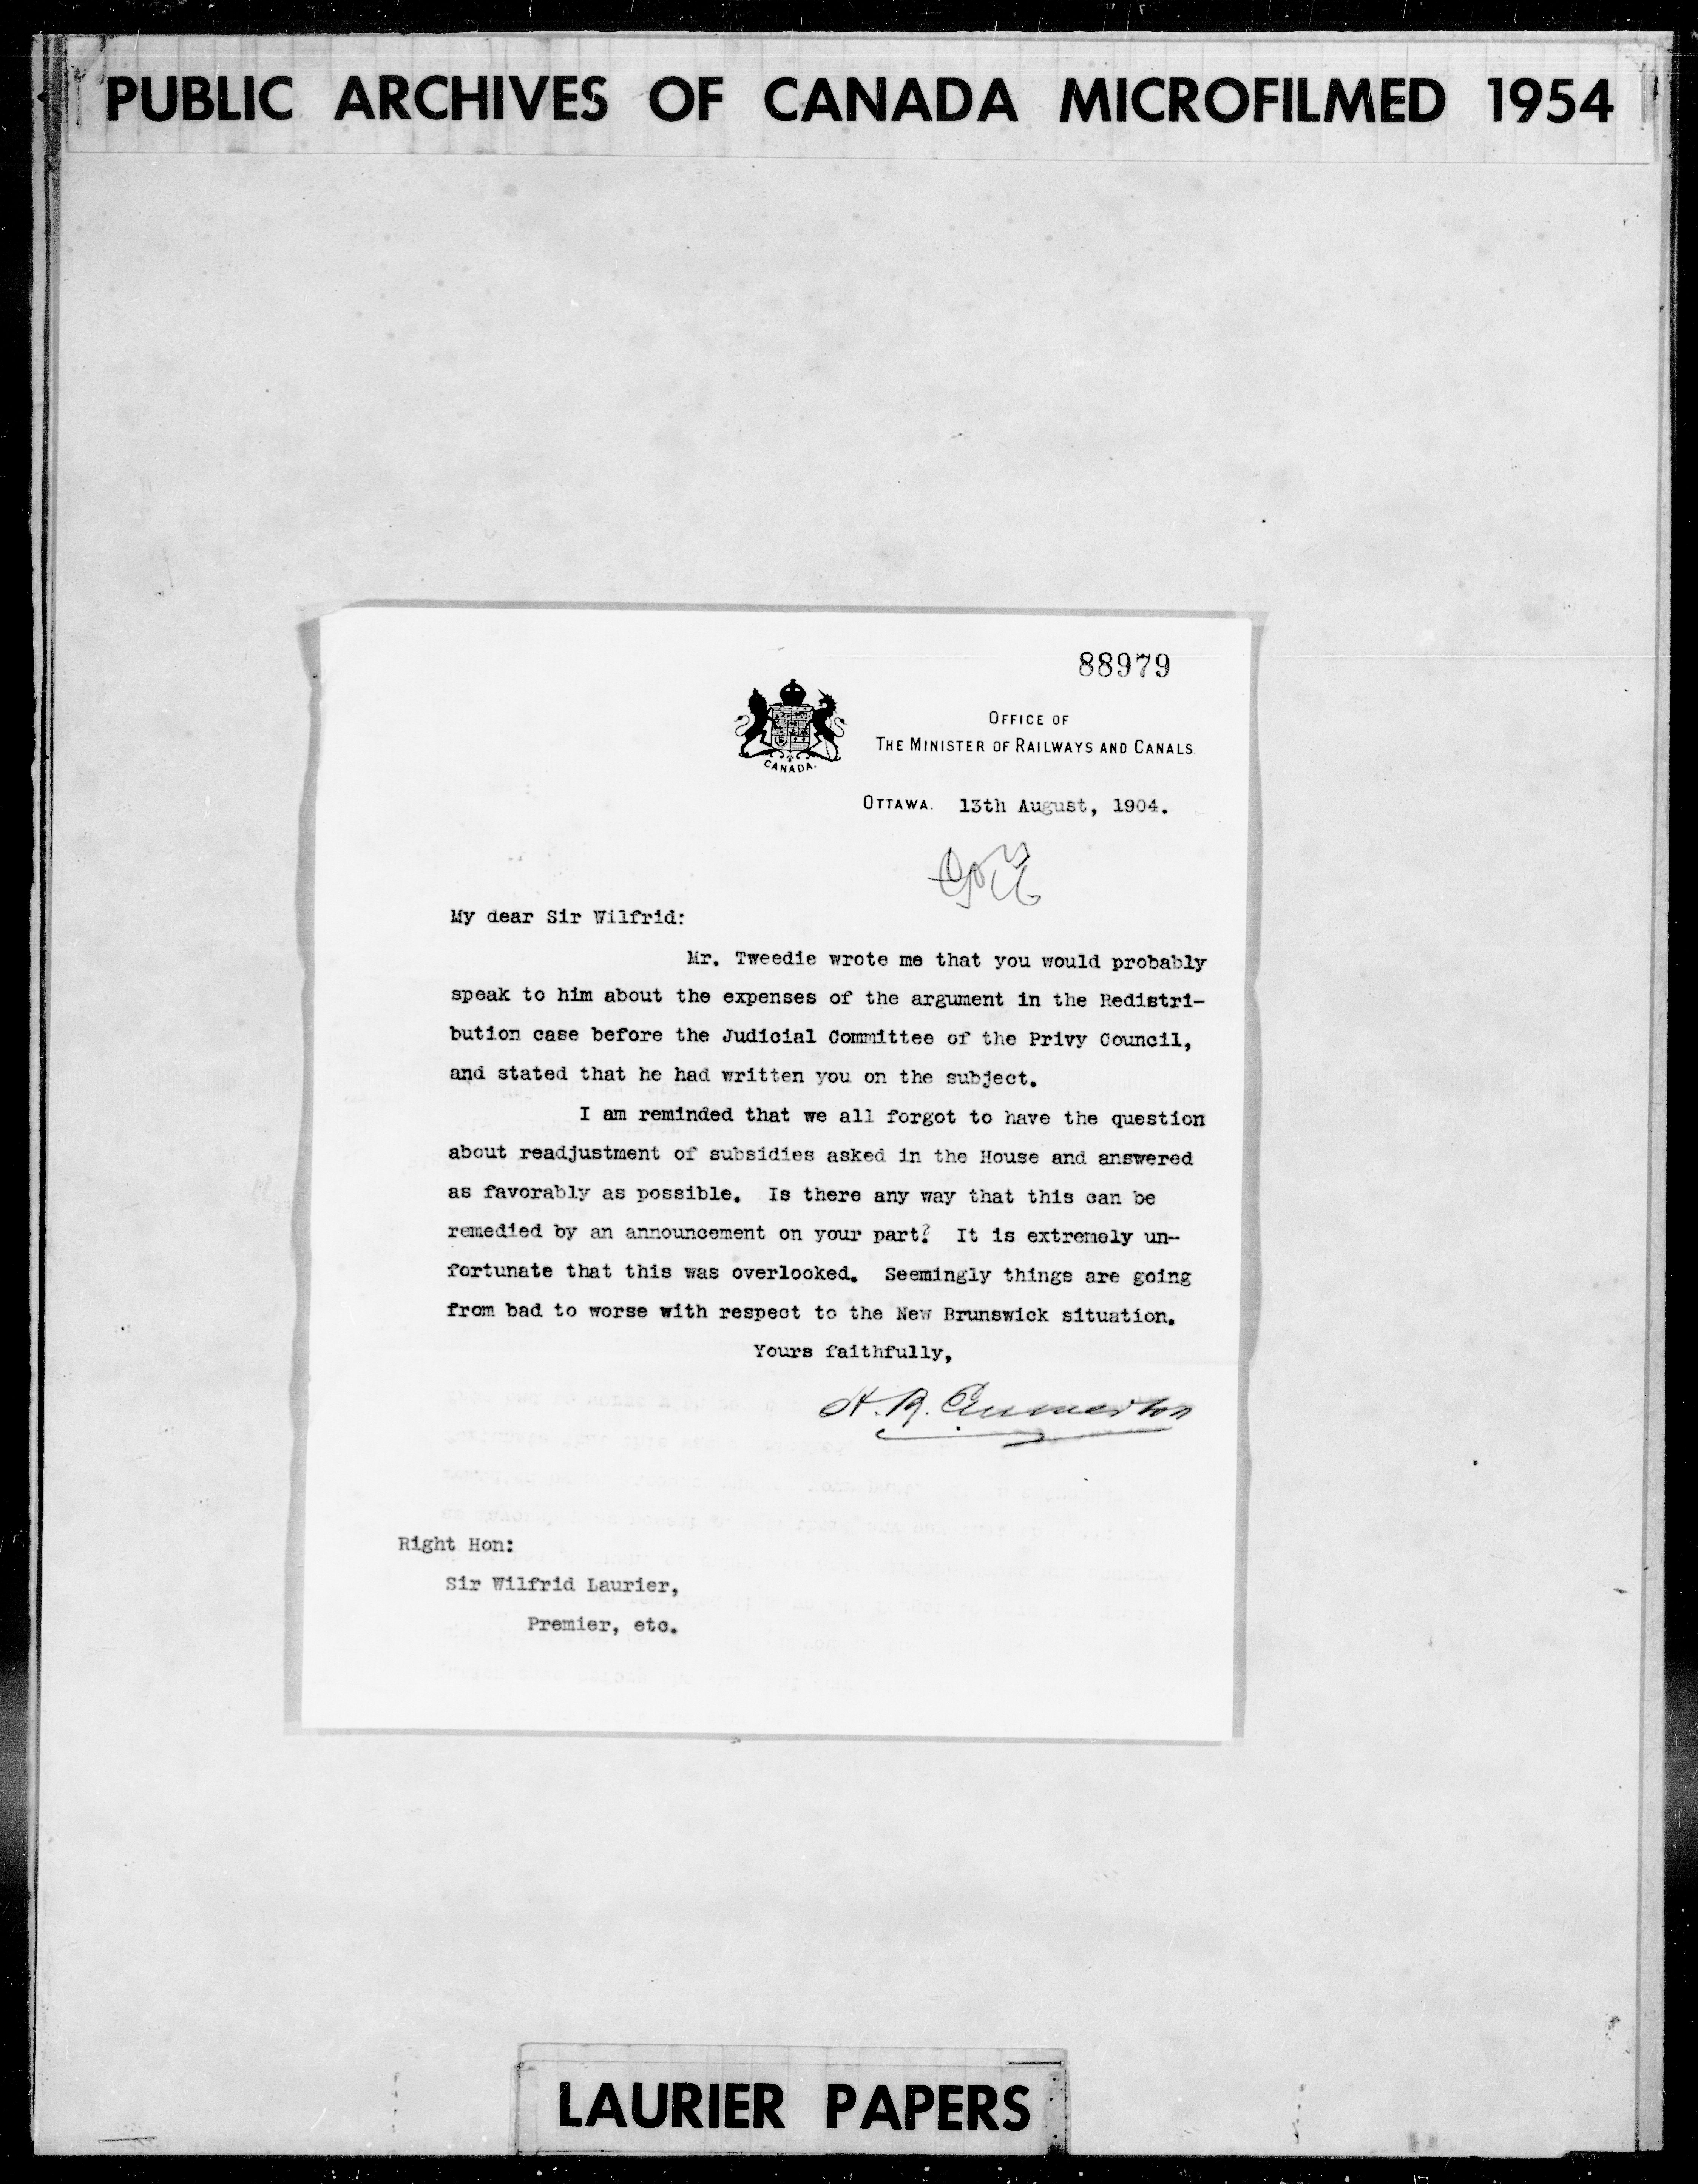 PUBLIC ARCHIVES OF CANADA MICROFILMED 1954
88979
CANADA.
OFFICE OF
THE MINISTER OF RAILWAYS AND CANALS.
OTTAWA. 13th August, 1904.
My dear Sir Wilfrid:
Mr. Tweedie wrote me that you would probably
speak to him about the expenses of the argument in the Redistri-
bution case before the Judicial Committee of the Privy Council,
and stated that he had written you on the subject.
I am reminded that we all forgot to have the question
about readjustment of subsidies asked in the House and answered
as favorably as possible. Is there any way that this can be
remedied by an announcement on your part? It is extremely un-
fortunate that this was overlooked. Seemingly things are going
from bad to worse with respect to the New Brunswick situation.
Yours faithfully,
H. R. Emmerson
Right Hon:
Sir Wilfrid Laurier,
Premier, etc.
LAURIER PAPERS